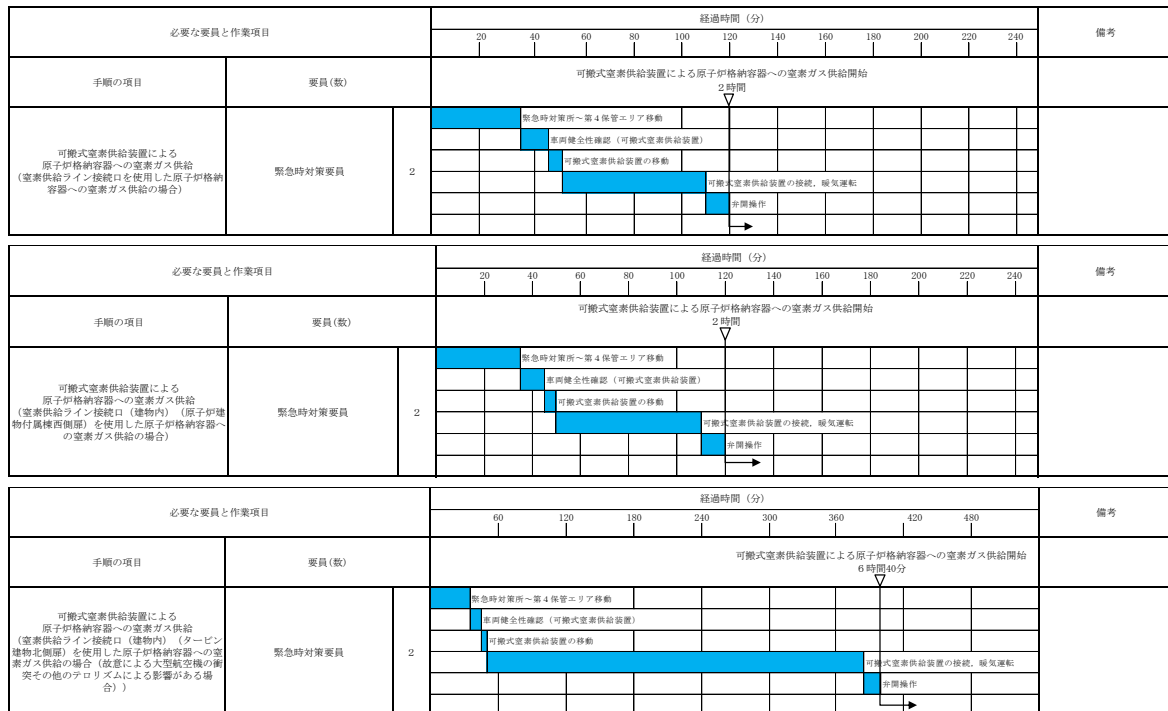 必要な要員と作業項目
経過時間（分）
備考
20 40 60 80 100 120 140 160 180 200 220 240
手順の項目
要員(数)
可搬式窒素供給装置による原子炉格納容器への窒素ガス供給開始
2時間
可搬式窒素供給装置による
原子炉格納容器への窒素ガス供給
（窒素供給ライン接続口を使用した原子炉格納
容器への窒素ガス供給の場合）
緊急時対策要員
2
緊急時対策所～第４保管エリア移動
車両健全性確認（可搬式窒素供給装置）
可搬式窒素供給装置の移動
可搬式窒素供給装置の接続，暖気運転
弁開操作
必要な要員と作業項目
経過時間（分）
備考
20 40 60 80 100 120 140 160 180 200 220 240
手順の項目
要員(数)
可搬式窒素供給装置による原子炉格納容器への窒素ガス供給開始
2時間
可搬式窒素供給装置による
原子炉格納容器への窒素ガス供給
（窒素供給ライン接続口（建物内）（原子炉建
物付属棟西側扉）を使用した原子炉格納容器へ
の窒素ガス供給の場合）
緊急時対策要員
2
緊急時対策所～第４保管エリア移動
車両健全性確認（可搬式窒素供給装置）
可搬式窒素供給装置の移動
可搬式窒素供給装置の接続，暖気運転
弁開操作
必要な要員と作業項目
経過時間（分）
備考
60 120 180 240 300 360 420 480
手順の項目
要員(数)
可搬式窒素供給装置による原子炉格納容器への窒素ガス供給開始
6時間40分
可搬式窒素供給装置による
原子炉格納容器への窒素ガス供給
（窒素供給ライン接続口（建物内）（タービン
建物北側扉）を使用した原子炉格納容器への窒
素ガス供給の場合（故意による大型航空機の衝
突その他のテロリズムによる影響がある場
合））
緊急時対策要員
2
緊急時対策所～第４保管エリア移動
車両健全性確認（可搬式窒素供給装置）
可搬式窒素供給装置の移動
可搬式窒素供給装置の接続，暖気運転
弁開操作